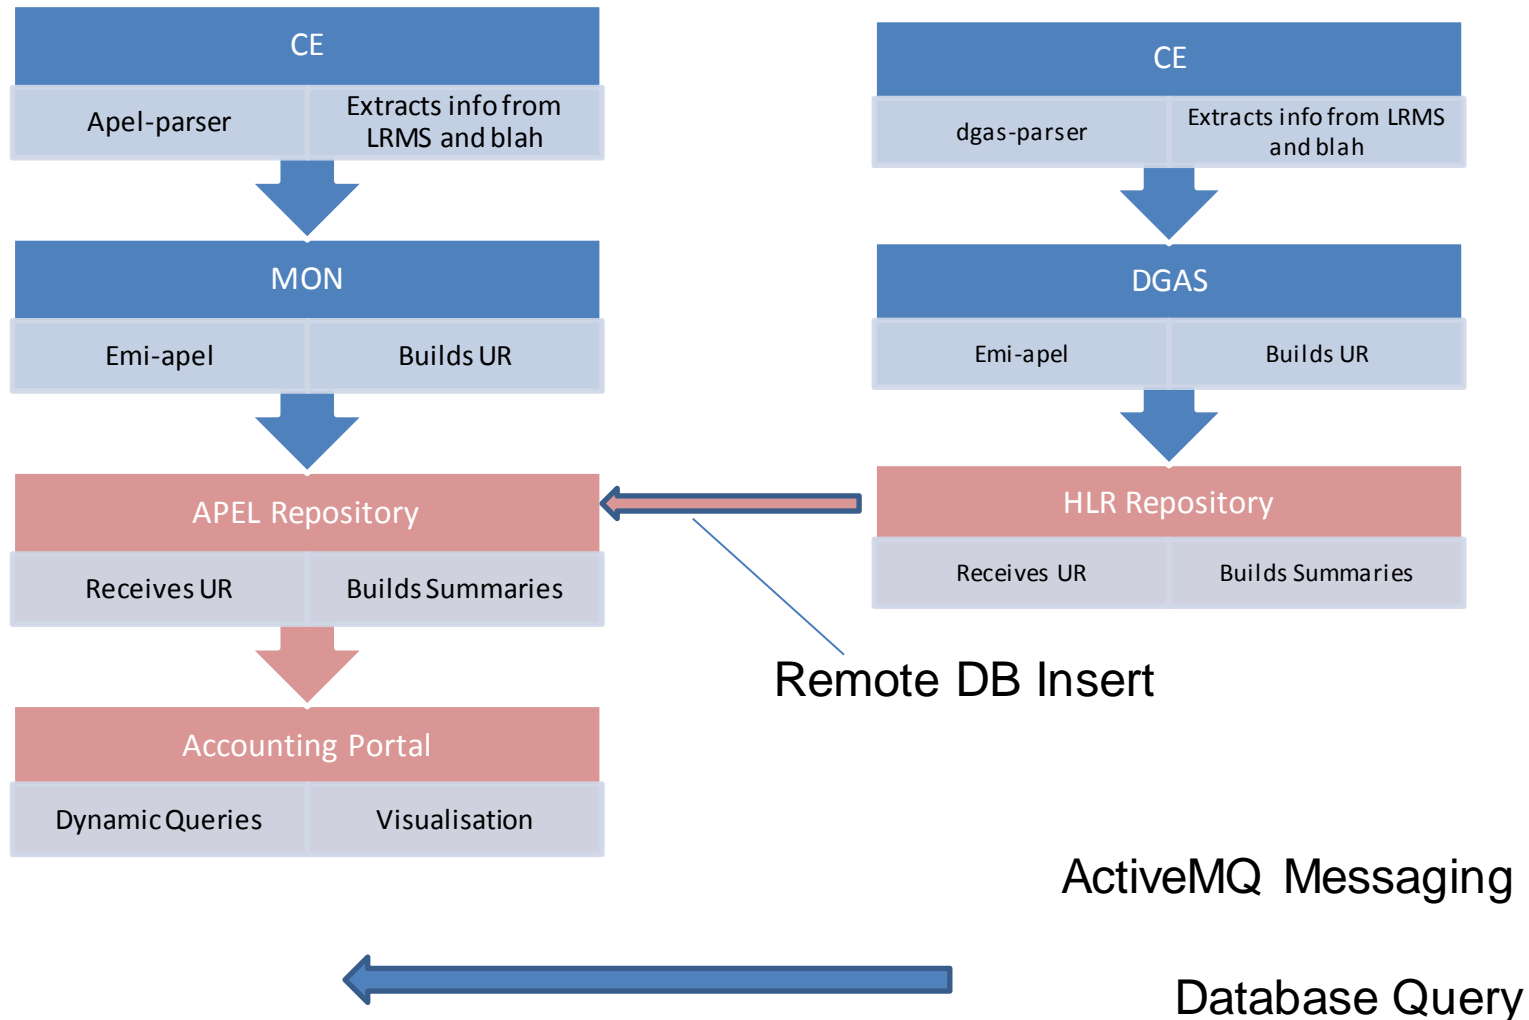 CE
Apel-parser
Extracts info from
LRMS and blah
MON
Emi-apel
Builds UR
APEL Repository
Receives UR
Builds Summaries
Accounting Portal
Dynamic Queries
Visualisation
CE
dgas-parser
Extracts info from LRMS
and blah
DGAS
Emi-apel
Builds UR
HLR Repository
Receives UR
Builds Summaries
Remote DB Insert
ActiveMQ Messaging
Database Query